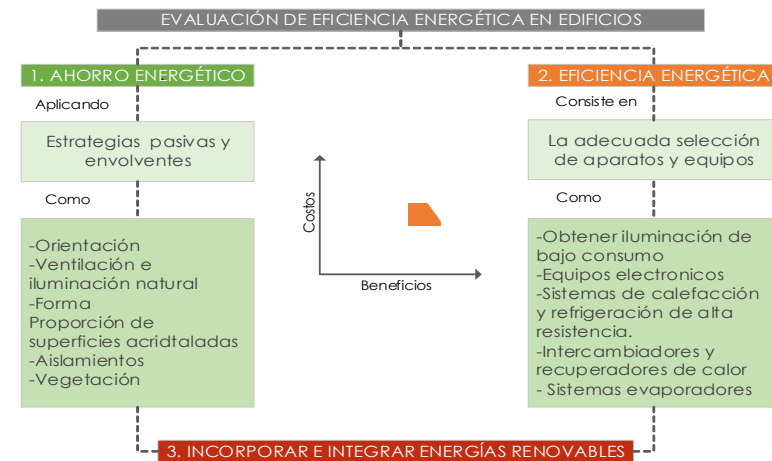 EVALUACIÓN DE EFICIENCIA ENERGÉTICA EN EDIFICIOS
1. AHORRO ENERGÉTICO
Aplicando
Estrategias pasivas y
envolventes
Como
-Orientación
-Ventilación e
iluminación natural
-Forma
Proporción de
superficies acridtaladas
-Aislamientos
-Vegetación
Costos
Beneficios
2. EFICIENCIA ENERGÉTICA
Consiste en
La adecuada selección
de aparatos y equipos
Como
-Obtener iluminación de
bajo consumo
-Equipos electronicos
-Sistemas de calefacción
y refrigeración de alta
resistencia.
-Intercambiadores y
recuperadores de calor
- Sistemas evaporadores
3. INCORPORAR E INTEGRAR ENERGÍAS RENOVABLES